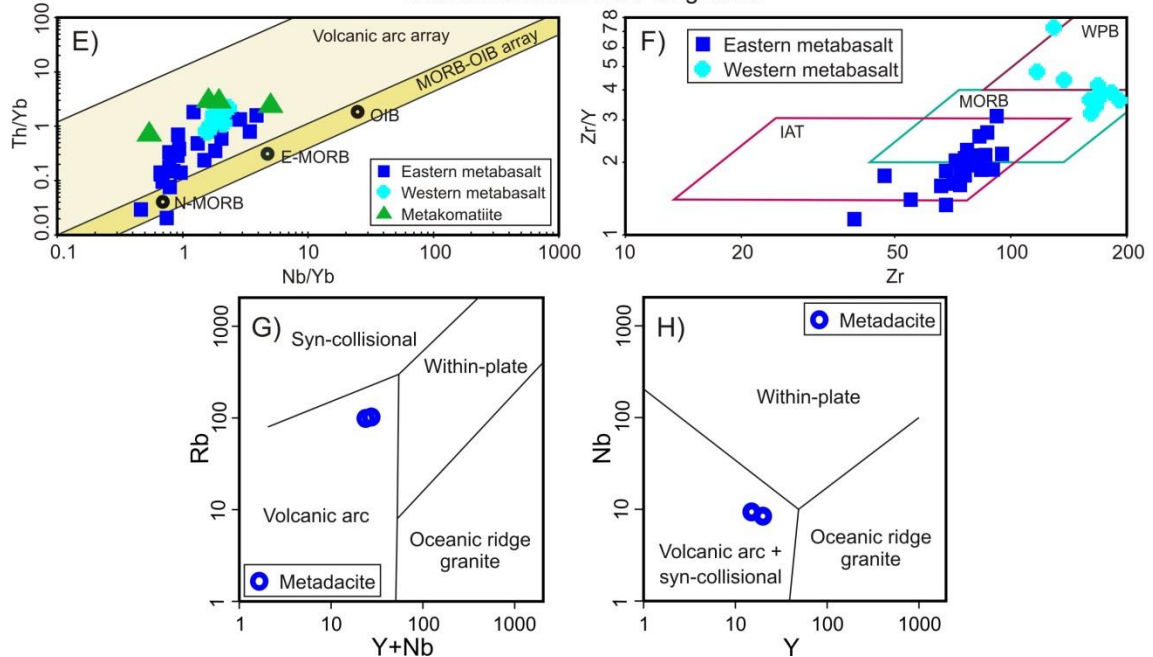 E)
Volcanic arc array
MORB-OIB array
OIB
E-MORB
N-MORB
Eastern metabasalt
Western metabasalt
Metakomatiite
Th/Yb
100
10
1
0.1
0.01
0.1
1
10
100
1000
Nb/Yb
F)
Eastern metabasalt
Western metabasalt
WPB
MORB
IAT
Zr/Y
8
7
6
5
4
3
2
1
10
20
50
100
200
Zr
G)
Syn-collisional
Within-plate
Volcanic arc
Oceanic ridge
granite
Metadacite
Rb
1000
100
10
1
1
10
100
1000
Y+Nb
H)
Metadacite
Within-plate
Volcanic arc +
syn-collisional
Oceanic ridge
granite
Nb
1000
100
10
1
1
10
100
1000
Y